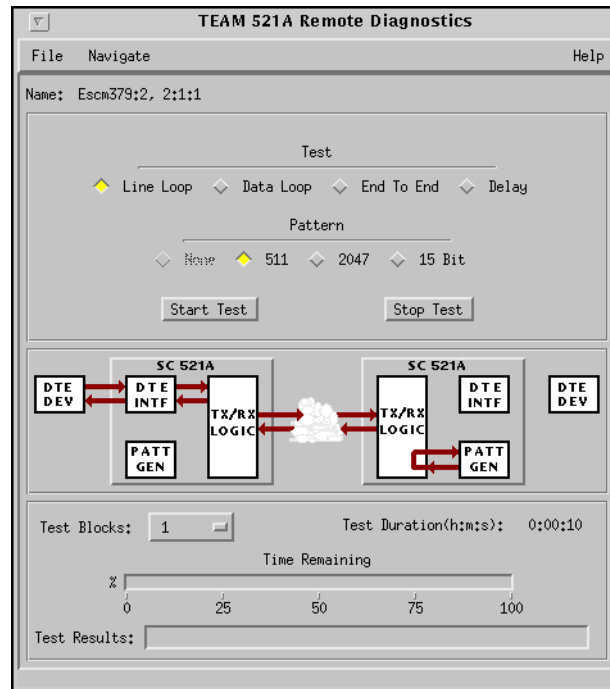 TEAM 521A Remote Diagnostics
File Navigate Help
Name: Escm379:2, 2:1:1
Test
Line Loop Data Loop End To End Delay
Pattern
None 511 2047 15 Bit
Start Test Stop Test
SC 521A SC 521A
DTE DEV
DTE INTF
TX/RX LOGIC
PATT GEN
TX/RX LOGIC
DTE INTF
PATT GEN
DTE DEV
Test Blocks: 1 Test Duration(h:m:s): 0:00:10
Time Remaining
%
0 25 50 75 100
Test Results: